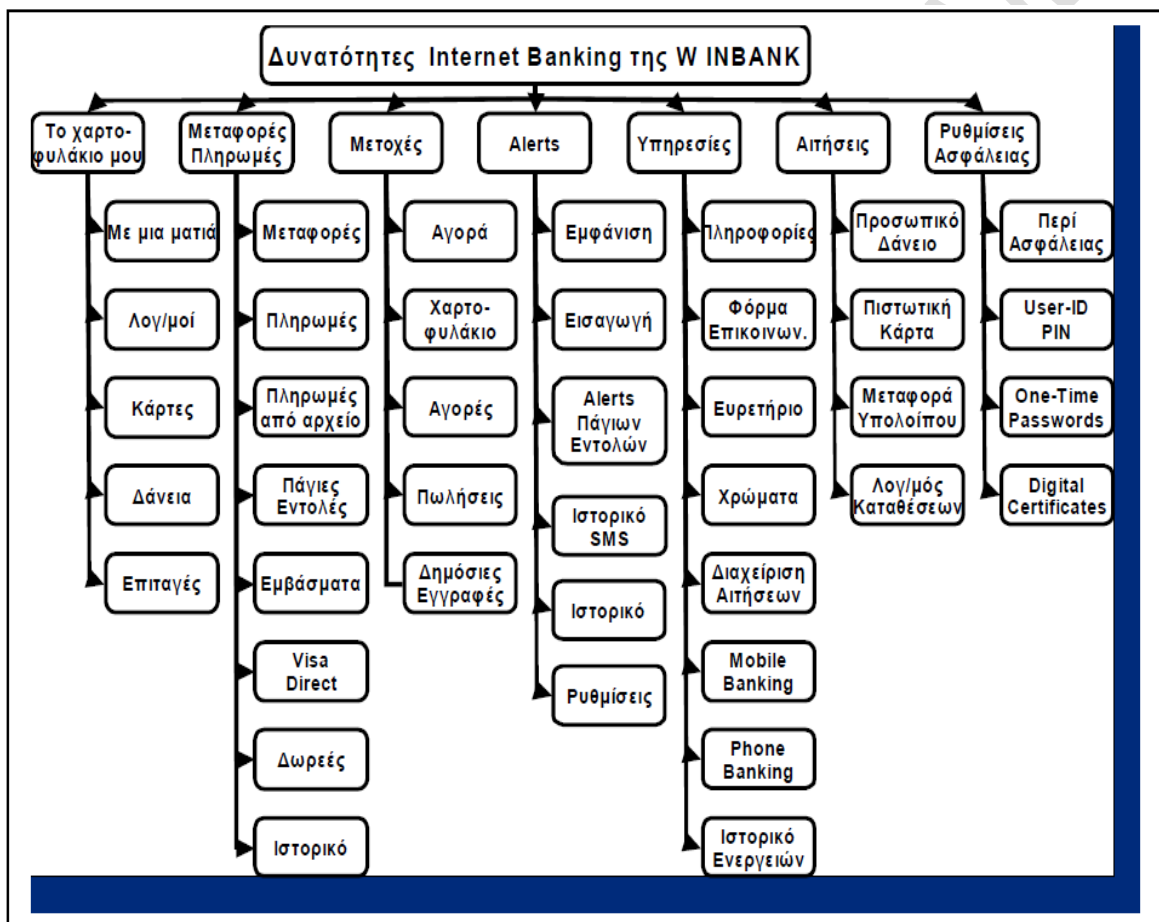 Δυνατότητες Internet Banking της W INBANK
Το χαρτο-
φυλάκιο μου
Με μια ματιά
Λογ/μοί
Κάρτες
Δάνεια
Επιταγές
Μεταφορές
Πληρωμές
Μεταφορές
Πληρωμές
Πληρωμές
από αρχείο
Πάγιες
Εντολές
Εμβάσματα
Visa
Direct
Δωρεές
Ιστορικό
Μετοχές
Αγορά
Χαρτο-
φυλάκιο
Αγορές
Πωλήσεις
Δημόσιες
Εγγραφές
Alerts
Εμφάνιση
Εισαγωγή
Alerts
Πάγιων
Εντολών
Ιστορικό
SMS
Ιστορικό
Ρυθμίσεις
Υπηρεσίες
Πληροφορίες
Φόρμα
Επικοινων.
Ευρετήριο
Χρώματα
Διαχείριση
Αιτήσεων
Mobile
Banking
Phone
Banking
Ιστορικό
Ενεργειών
Αιτήσεις
Προσωπικό
Δάνειο
Πιστωτική
Κάρτα
Μεταφορά
Υπολοίπου
Λογ/μός
Καταθέσεων
Ρυθμίσεις
Ασφάλειας
Περί
Ασφάλειας
User-ID
PIN
One-Time
Passwords
Digital
Certificates